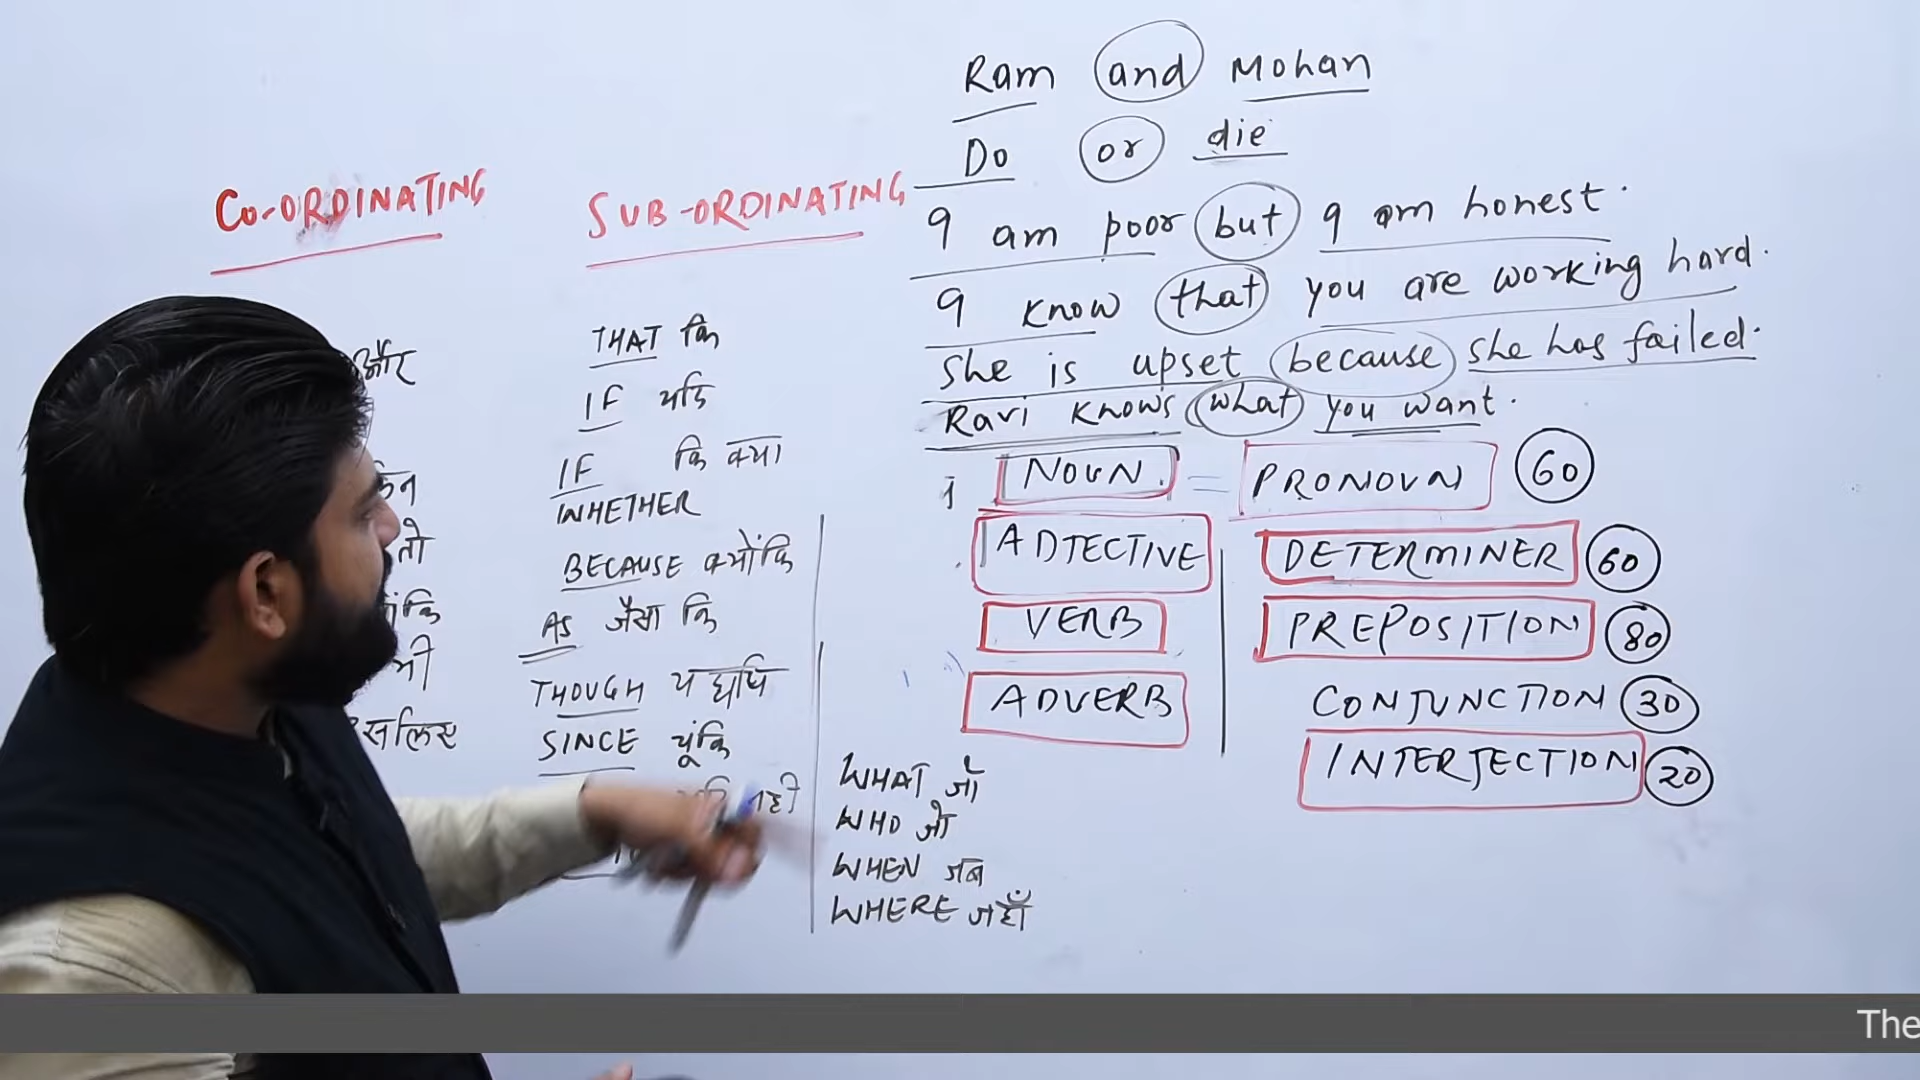 Ram and Mohan
Do or die
I am poor but I am honest.
I know that you are working hard.
She is upset because she has failed.
Ravi knows what you want.
CO-ORDINATING
और
तो
SUB-ORDINATING
THAT कि
IF यदि
IF कि क्या
WHETHER
BECAUSE क्योंकि
AS जैसा कि
THOUGH यद्यपि
SINCE चूंकि
WHAT जो
WHO जो
WHEN जब
WHERE जहाँ
NOUN = PRONOUN 60
ADJECTIVE
VERB
ADVERB
DETERMINER 60
PREPOSITION 80
CONJUNCTION 30
INTERJECTION 20
The